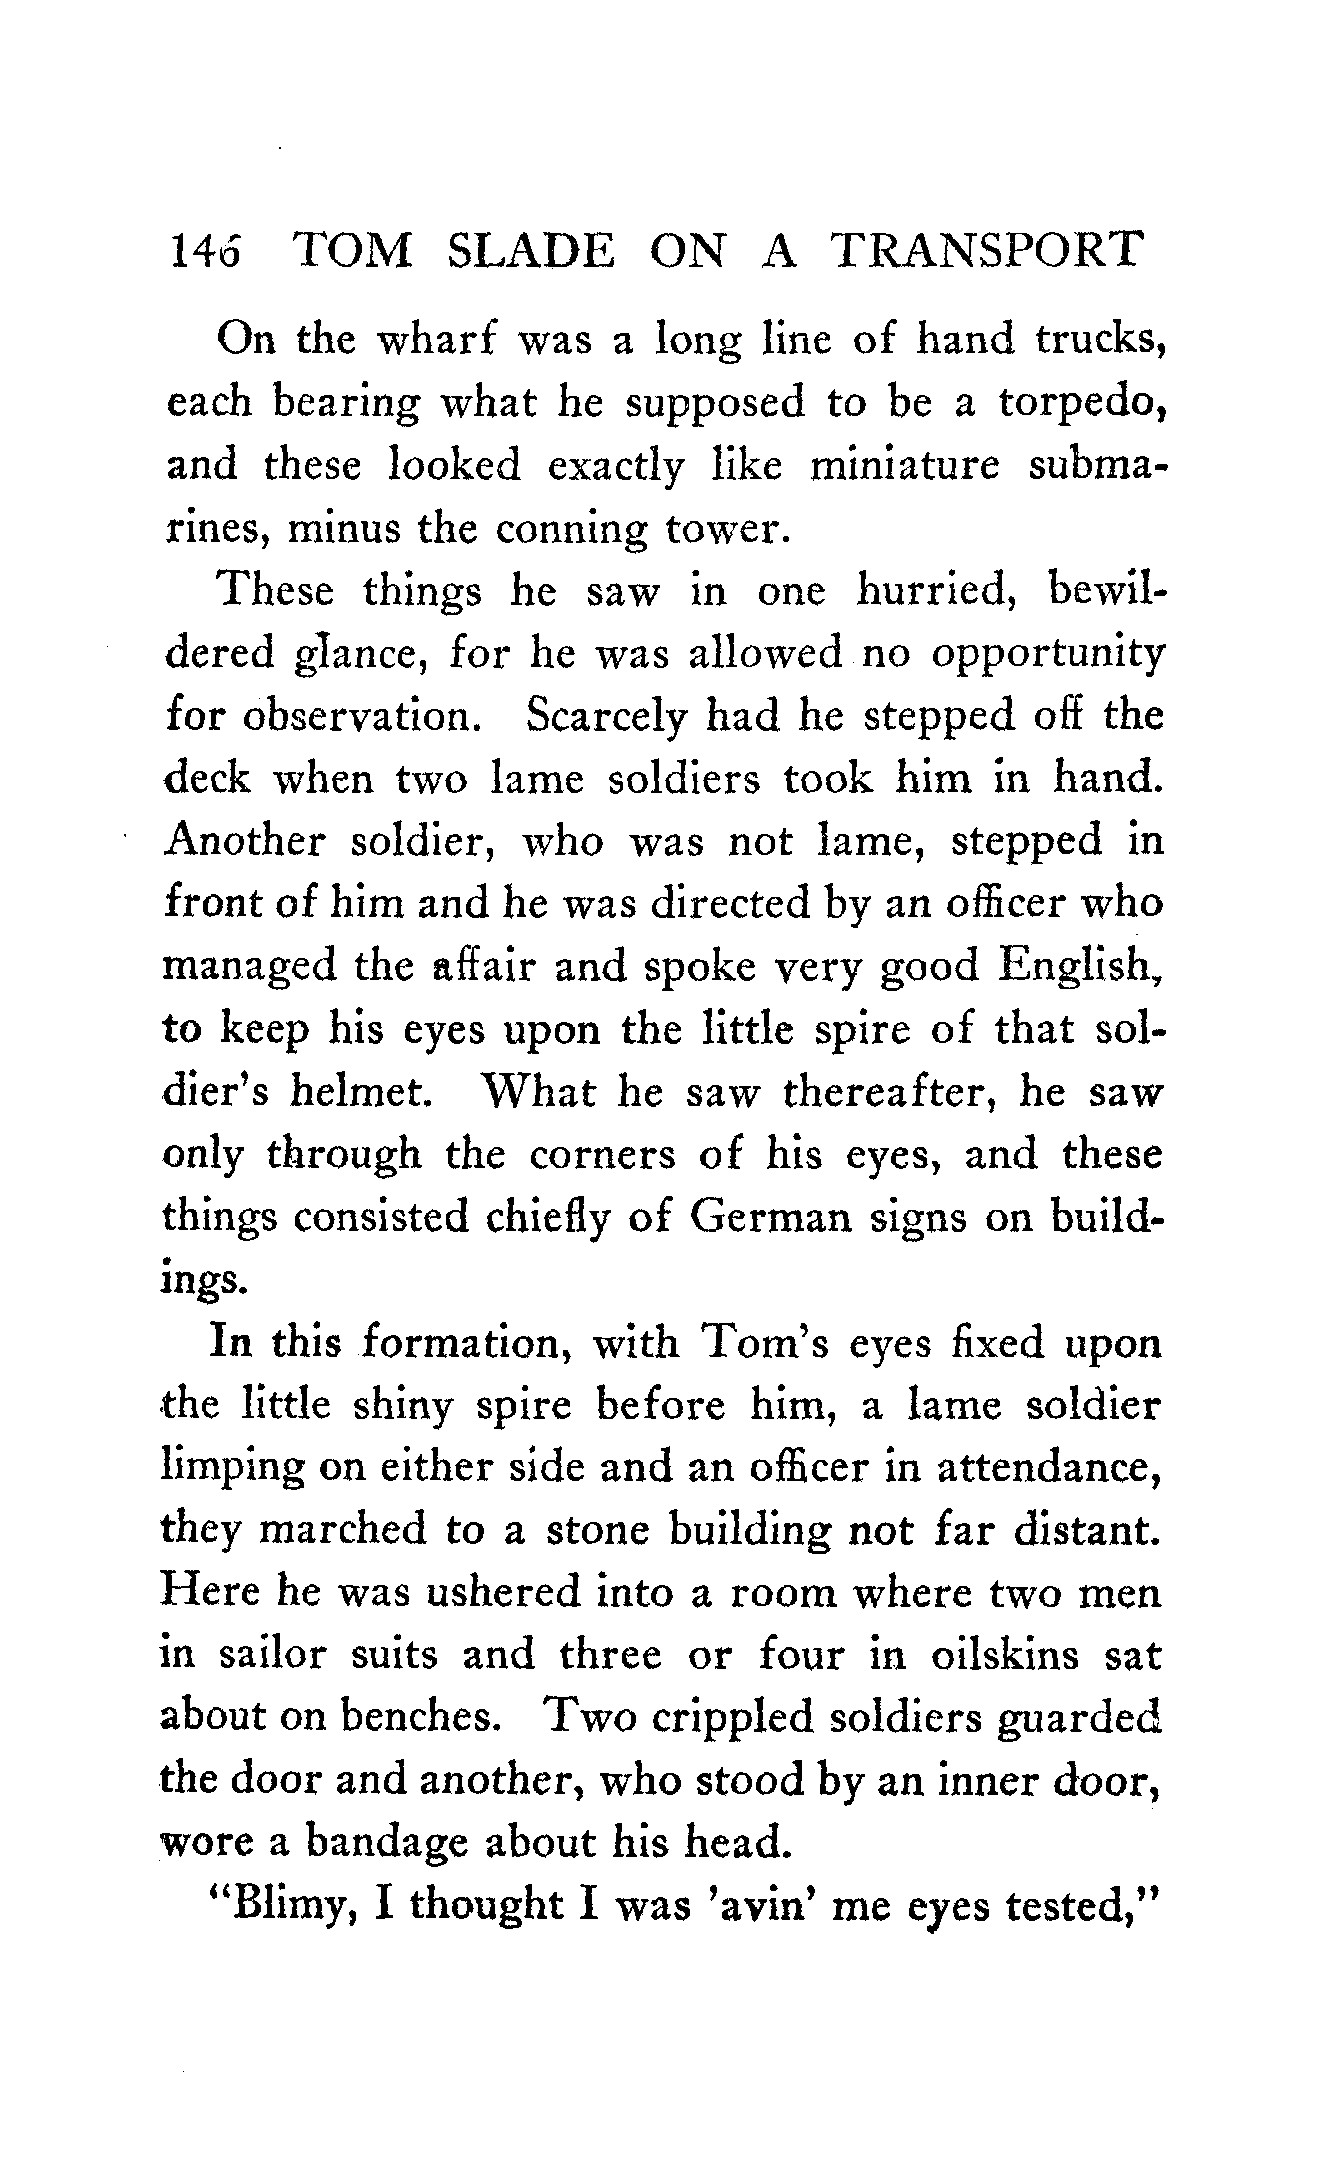 146 TOM SLADE ON A TRANSPORT
On the wharf was a long line of hand trucks,
each bearing what he supposed to be a torpedo,
and these looked exactly like miniature subma-
rines, minus the conning tower.
These things he saw in one hurried, bewil-
dered glance, for he was allowed no opportunity
for observation. Scarcely had he stepped off the
deck when two lame soldiers took him in hand.
Another soldier, who was not lame, stepped in
front of him and he was directed by an officer who
managed the affair and spoke very good English,
to keep his eyes upon the little spire of that sol-
dier's helmet. What he saw thereafter, he saw
only through the corners of his eyes, and these
things consisted chiefly of German signs on build-
ings.
In this formation, with Tom's eyes fixed upon
the little shiny spire before him, a lame soldier
limping on either side and an officer in attendance,
they marched to a stone building not far distant.
Here he was ushered into a room where two men
in sailor suits and three or four in oilskins sat
about on benches. Two crippled soldiers guarded
the door and another, who stood by an inner door,
wore a bandage about his head.
"Blimy, I thought I was 'avin' me eyes tested,"